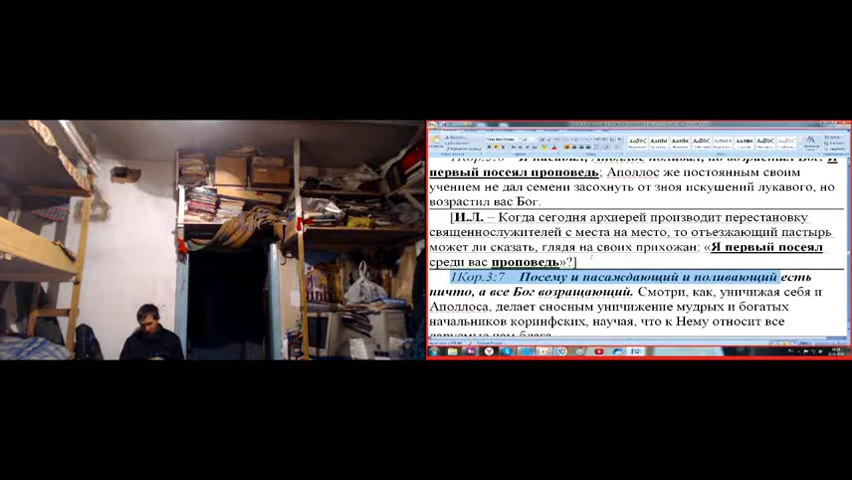 первый посеял проповедь; Аполлос же постоянным своим
учением не дал семени засохнуть от зноя искушений лукавого, но
возрастил вас Бог.
[И.Л. – Когда сегодня архиерей производит перестановку
священнослужителей с места на место, то отъезжающий пастырь
может ли сказать, глядя на своих прихожан: «Я первый посеял
среди вас проповедь»?]
1Кор.3:7 Посему и насаждающий и поливающий есть
ничто, а все Бог возращающий. Смотри, как, уничижая себя и
Аполлоса, делает сносным уничижение мудрых и богатых
начальников коринфских, научая, что к Нему относит все